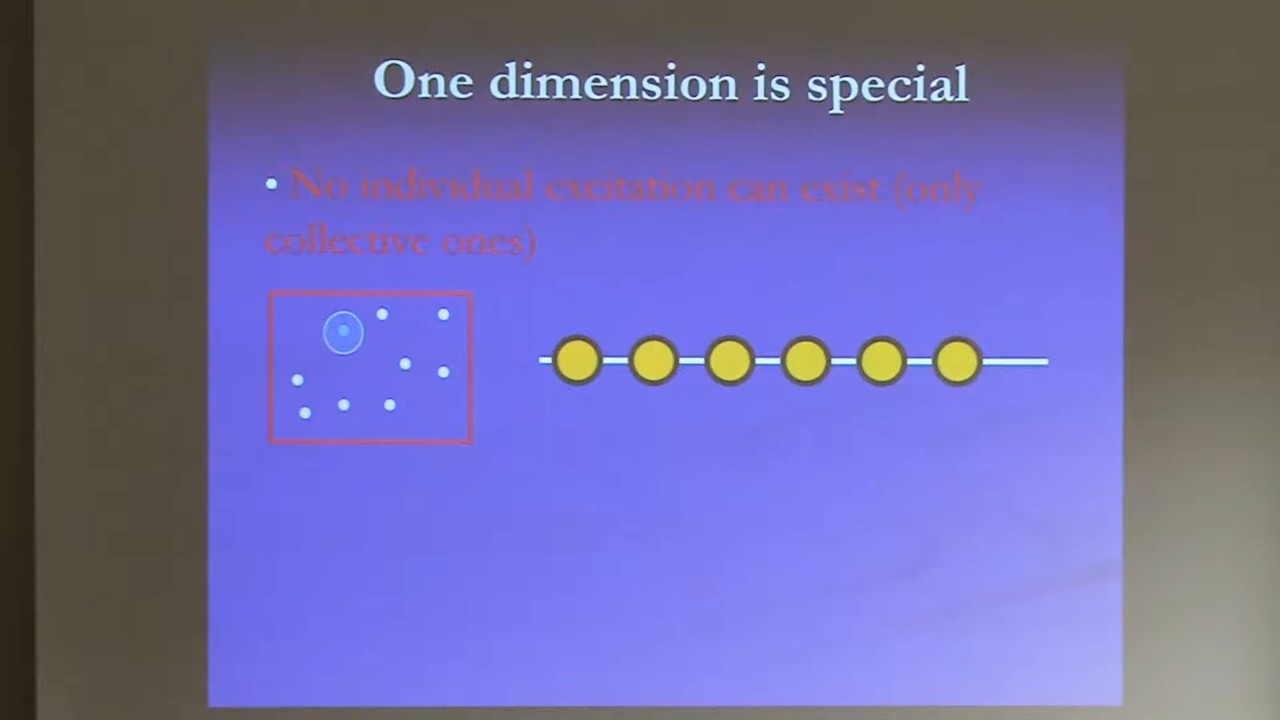 One dimension is special
• No individual excitation can exist (only
collective ones)